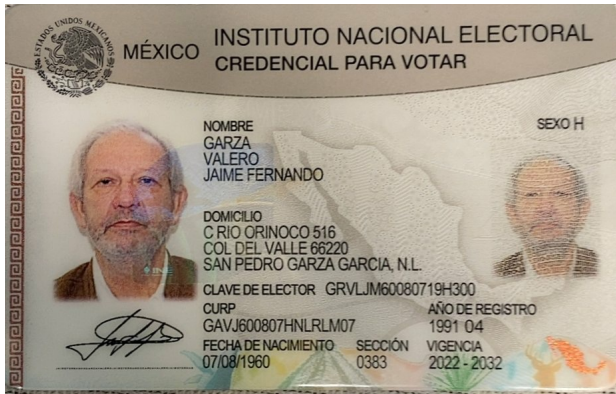 ESTADOS UNIDOS MEXICANOS
MÉXICO
INSTITUTO NACIONAL ELECTORAL
CREDENCIAL PARA VOTAR
NOMBRE
SEXO H
GARZA
VALERO
JAIME FERNANDO
DOMICILIO
C RIO ORINOCO 516
COL DEL VALLE 66220
SAN PEDRO GARZA GARCIA, N.L.
CLAVE DE ELECTOR GRVLJM60080719H300
CURP
AÑO DE REGISTRO
GAVJ600807HNLRLM07
1991 04
FECHA DE NACIMIENTO SECCIÓN VIGENCIA
07/08/1960 0383 2022 - 2032